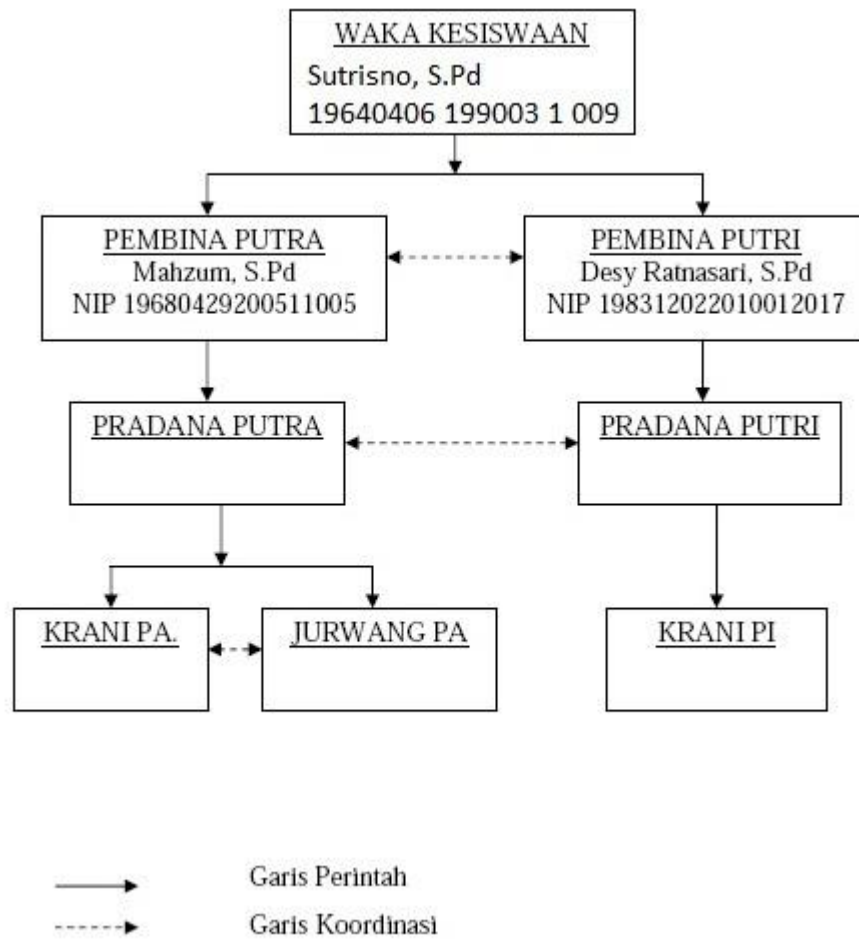 WAKA KESISWAAN
Sutrisno, S.Pd
19640406 199003 1 009
PEMBINA PUTRA
Mahzum, S.Pd
NIP 196804292005011005
PEMBINA PUTRI
Desy Ratnasari, S.Pd
NIP 198312022010012017
PRADANA PUTRA
PRADANA PUTRI
KRANI PA.
JURWANG PA
KRANI PI
Garis Perintah
Garis Koordinasi